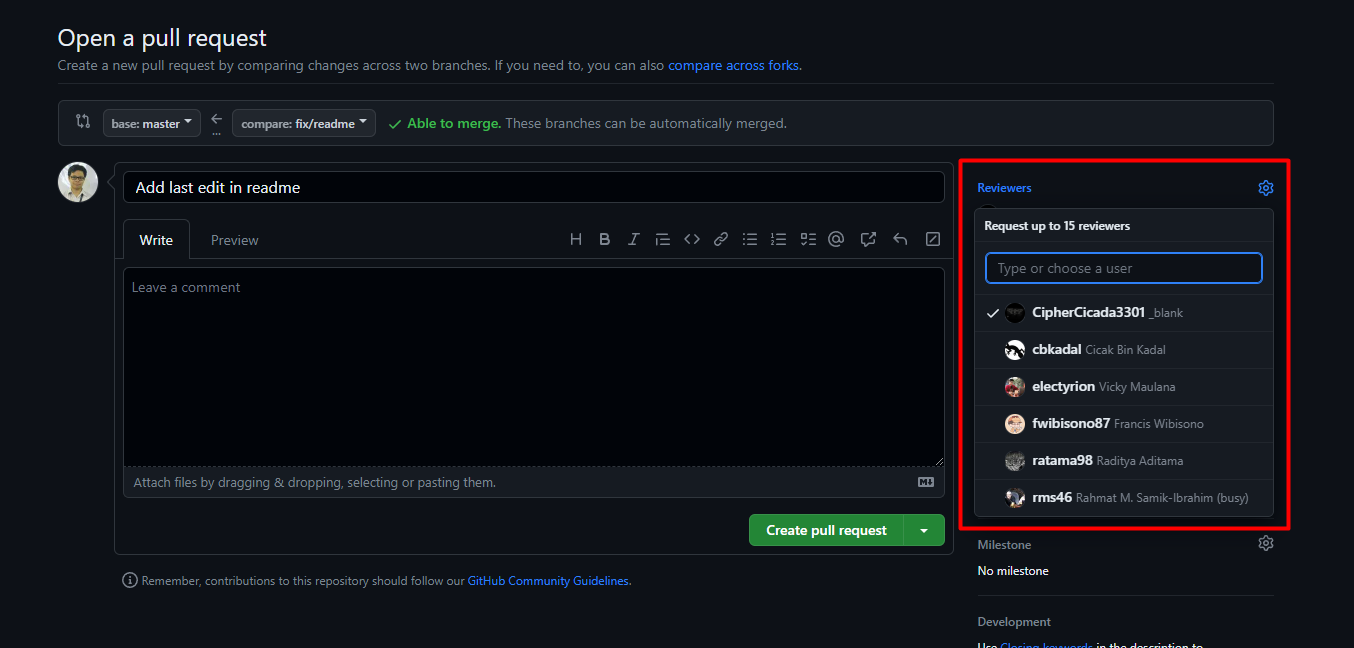 Open a pull request
Create a new pull request by comparing changes across two branches. If you need to, you can also compare across forks.
base: master
...
compare: fix/readme
Able to merge. These branches can be automatically merged.
Add last edit in readme
Write
Preview
Leave a comment
Attach files by dragging & dropping, selecting or pasting them.
Create pull request
Remember, contributions to this repository should follow our GitHub Community Guidelines.
Reviewers
Request up to 15 reviewers
Type or choose a user
CipherCicada3301 _blank
cbkadal Cicak Bin Kadal
electyrion Vicky Maulana
fwibisono87 Francis Wibisono
ratama98 Raditya Aditama
rms46 Rahmat M. Samik-Ibrahim (busy)
Milestone
No milestone
Development
Use Closing keywords in the description to